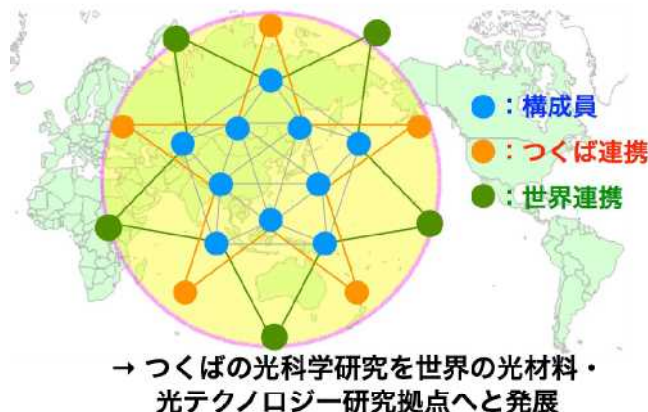 ：構成員
：つくば連携
：世界連携
→ つくばの光科学研究を世界の光材料・
光テクノロジー研究拠点へと発展